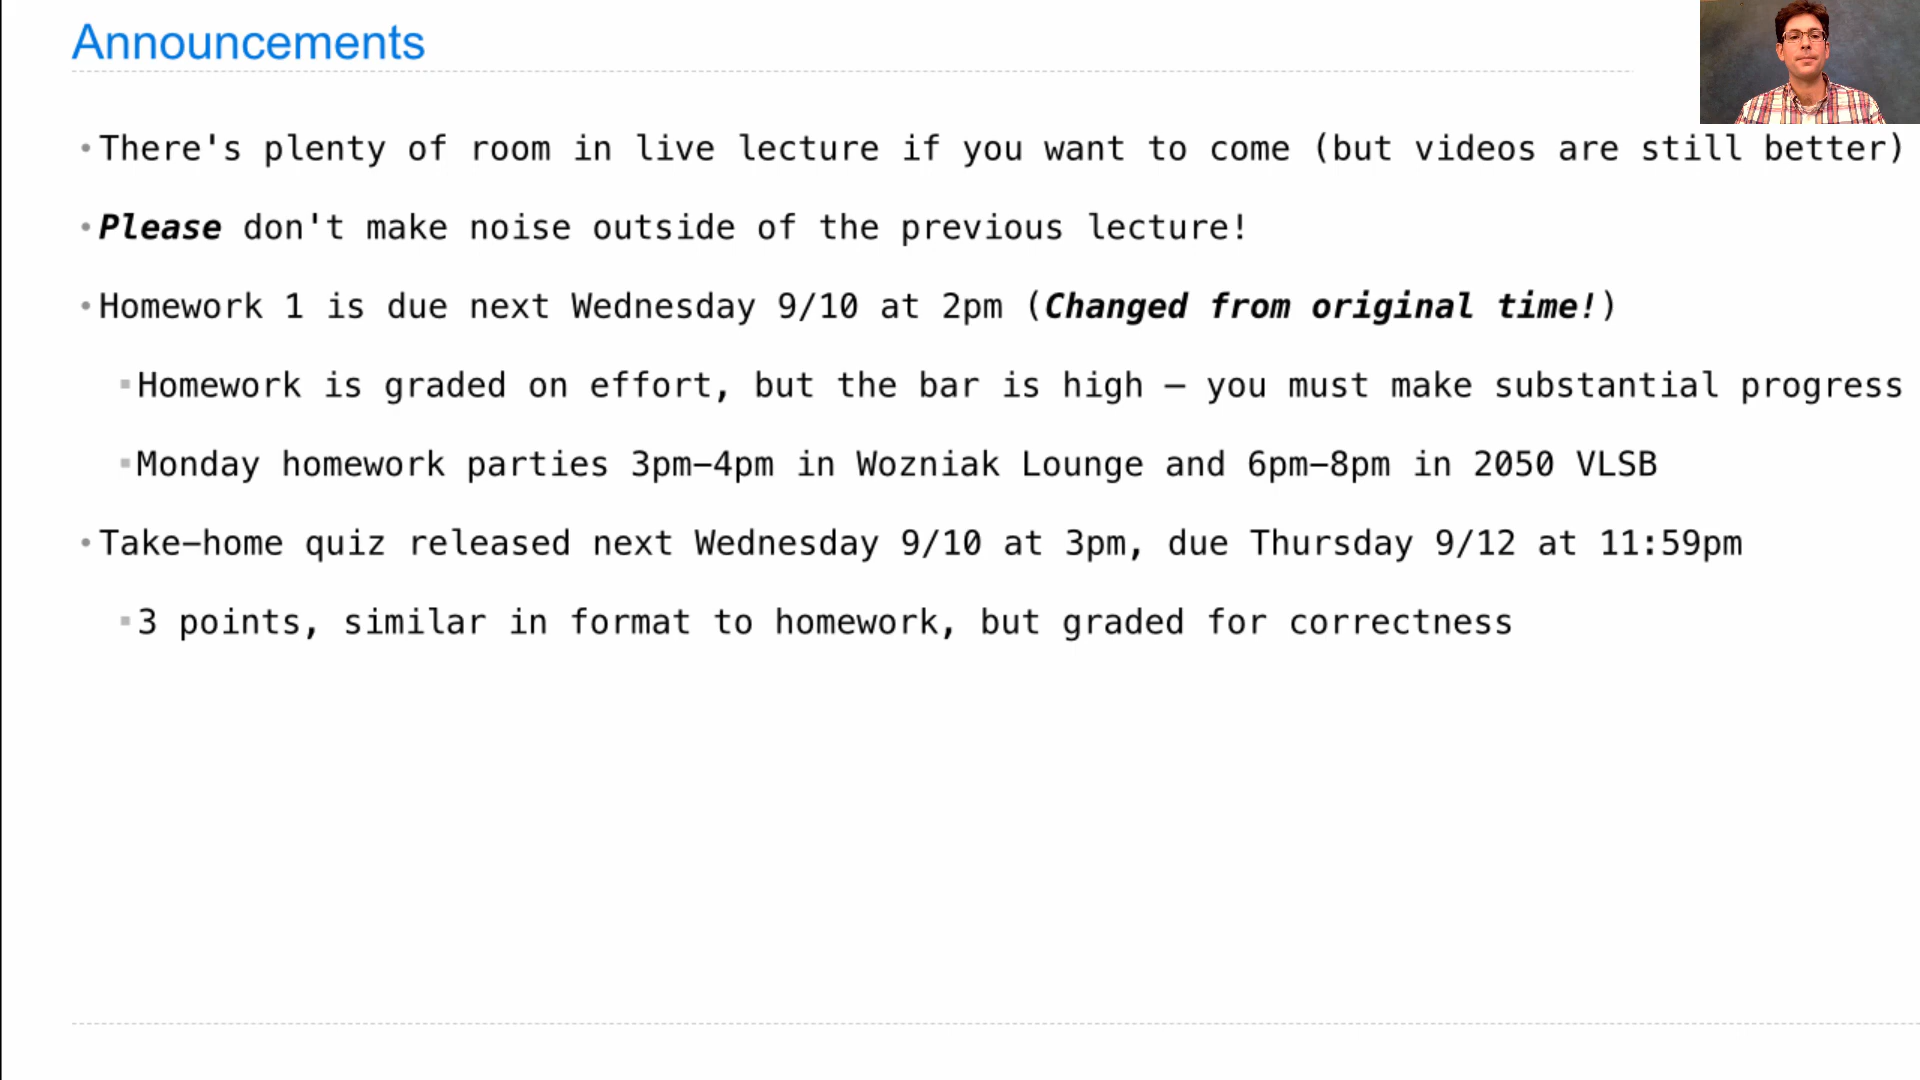 Announcements
There's plenty of room in live lecture if you want to come (but videos are still better)
Please don't make noise outside of the previous lecture!
Homework 1 is due next Wednesday 9/10 at 2pm (Changed from original time!)
Homework is graded on effort, but the bar is high — you must make substantial progress
Monday homework parties 3pm—4pm in Wozniak Lounge and 6pm—8pm in 2050 VLSB
Take—home quiz released next Wednesday 9/10 at 3pm, due Thursday 9/12 at 11:59pm
3 points, similar in format to homework, but graded for correctness